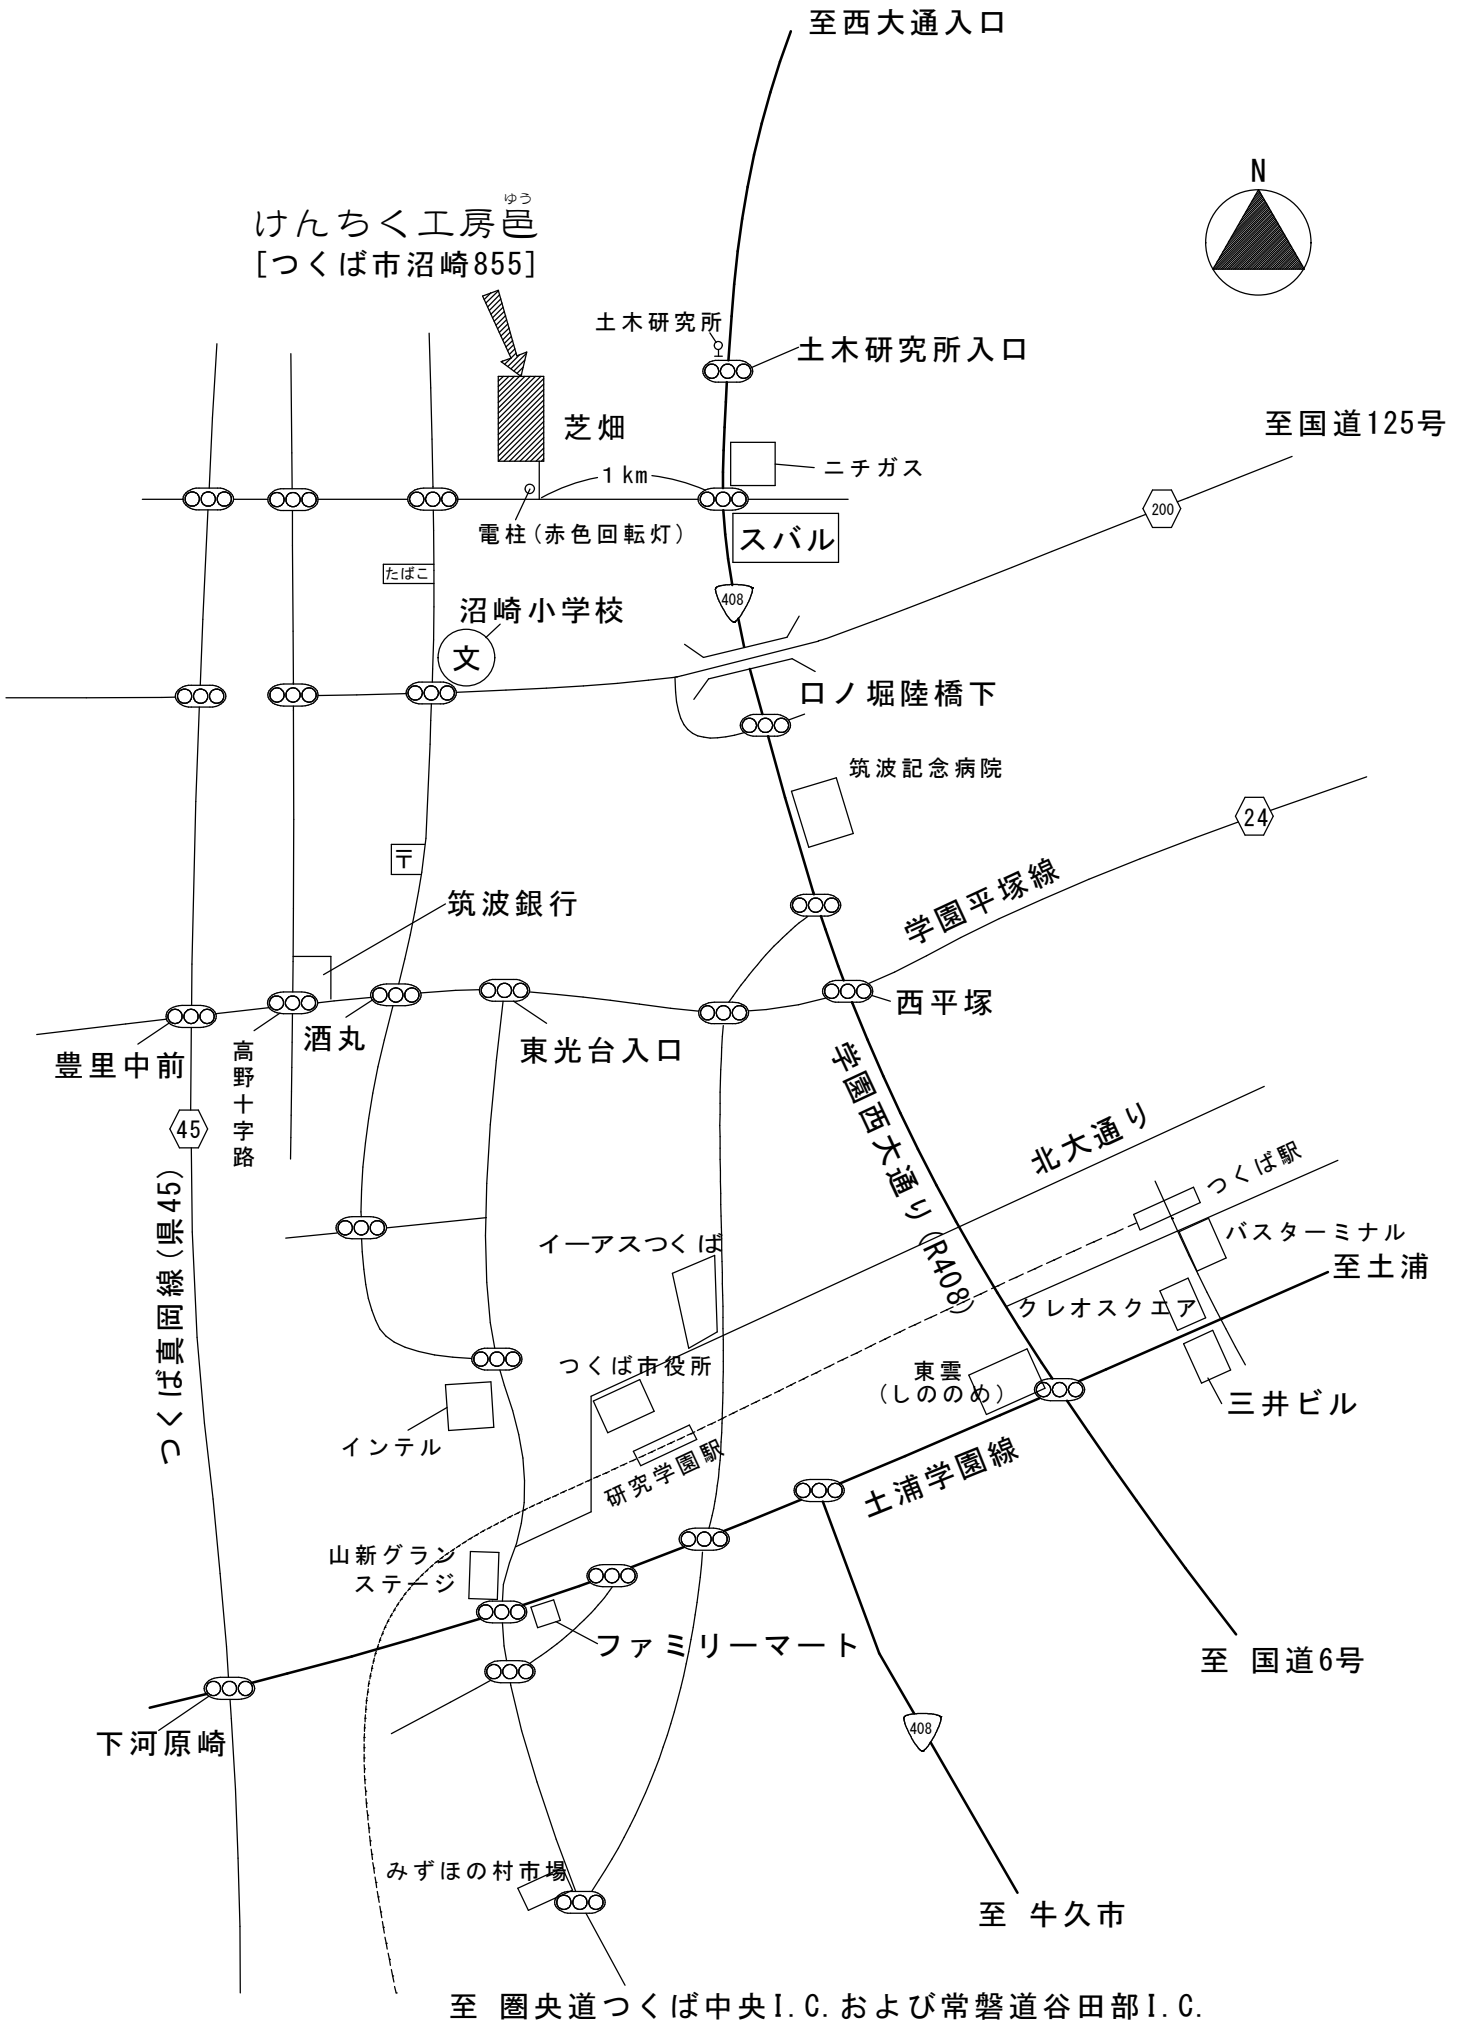 至西大通入口
N
ゆう
けんちく工房邑
[つくば市沼崎855]
土木研究所
土木研究所入口
芝畑
至国道125号
ニチガス
1km
200
電柱(赤色回転灯)
スバル
たばこ
408
沼崎小学校
文
口ノ堀陸橋下
筑波記念病院
24
〒
学園平塚線
筑波銀行
西平塚
豊里中前
高野十字路
酒丸
東光台入口
45
学園西大通り(R408)
北大通り
つくば駅
つくば真岡線(県45)
イーアスつくば
バスターミナル
至土浦
クレオスクエア
つくば市役所
東雲
(しののめ)
三井ビル
インテル
研究学園駅
土浦学園線
山新グラン
ステージ
ファミリーマート
至 国道6号
下河原崎
408
みずほの村市場
至 牛久市
至 圏央道つくば中央I.C.および常磐道谷田部I.C.